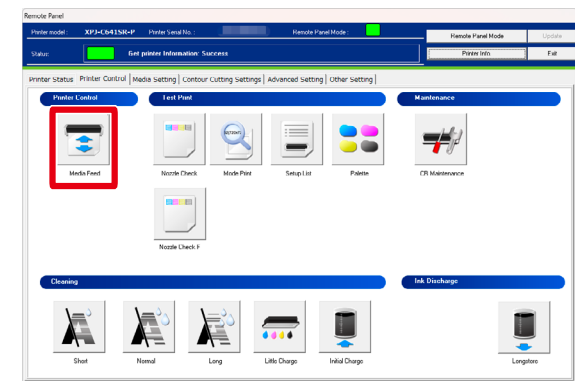 Remote Panel
Printer model : XPJ-C641SR-P Printer Serial No. : Remote Panel Mode :
Remote Panel Mode Update
Status: Get printer Information: Success
Printer Info. Exit
Printer Status Printer Control Media Setting Contour Cutting Settings Advanced Setting Other Setting
Printer Control Test Print Maintenance
Media Feed Nozzle Check Mode Print Setup List Palette CR Maintenance
Nozzle Check F
Cleaning Ink Discharge
Short Normal Long Little Charge Initial Charge Longstore